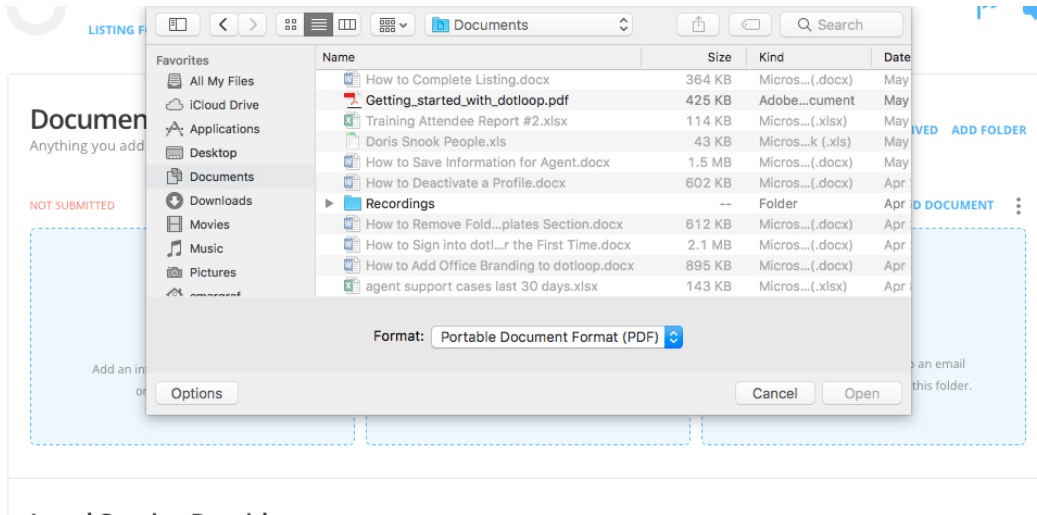 LISTING F
Documents
Search
Favorites
All My Files
iCloud Drive
Applications
Desktop
Documents
Downloads
Movies
Music
Pictures
Name Size Kind Date
How to Complete Listing.docx 364 KB Micros...(.docx) May
Getting_started_with_dotloop.pdf 425 KB Adobe...cument May
Training Attendee Report #2.xlsx 114 KB Micros...(.xlsx) May
Doris Snook People.xls 43 KB Micros...k (.xls) May
How to Save Information for Agent.docx 1.5 MB Micros...(.docx) May
How to Deactivate a Profile.docx 602 KB Micros...(.docx) Apr
Recordings -- Folder Apr
How to Remove Fold...plates Section.docx 612 KB Micros...(.docx) Apr
How to Sign into dotl...r the First Time.docx 2.1 MB Micros...(.docx) Apr
How to Add Office Branding to dotloop.docx 895 KB Micros...(.docx) Apr
agent support cases last 30 days.xlsx 143 KB Micros...(.xlsx) Apr
Format: Portable Document Format (PDF)
Options
Cancel
Open
Documen
Anything you add
IVED ADD FOLDER
NOT SUBMITTED
D DOCUMENT
Add an in
or
an email
this folder.